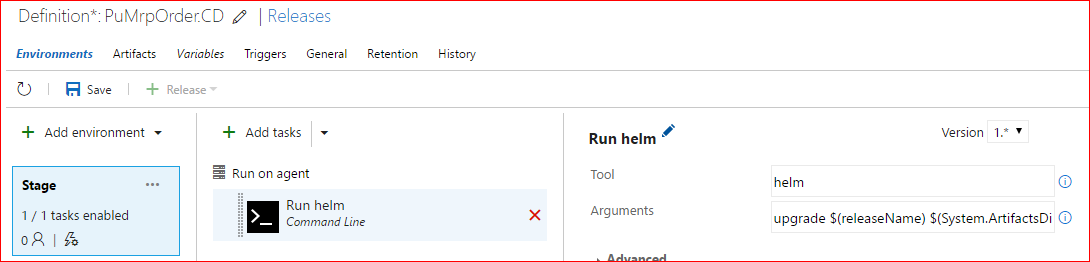 Definition*: PuMrpOrder.CD | Releases
Environments Artifacts Variables Triggers General Retention History
Save + Release
+ Add environment
+ Add tasks
Stage ...
1 / 1 tasks enabled
0 |
Run on agent
Run helm
Command Line
Run helm
Version 1.*
Tool helm
Arguments upgrade $(releaseName) $(System.ArtifactsDi
Advanced